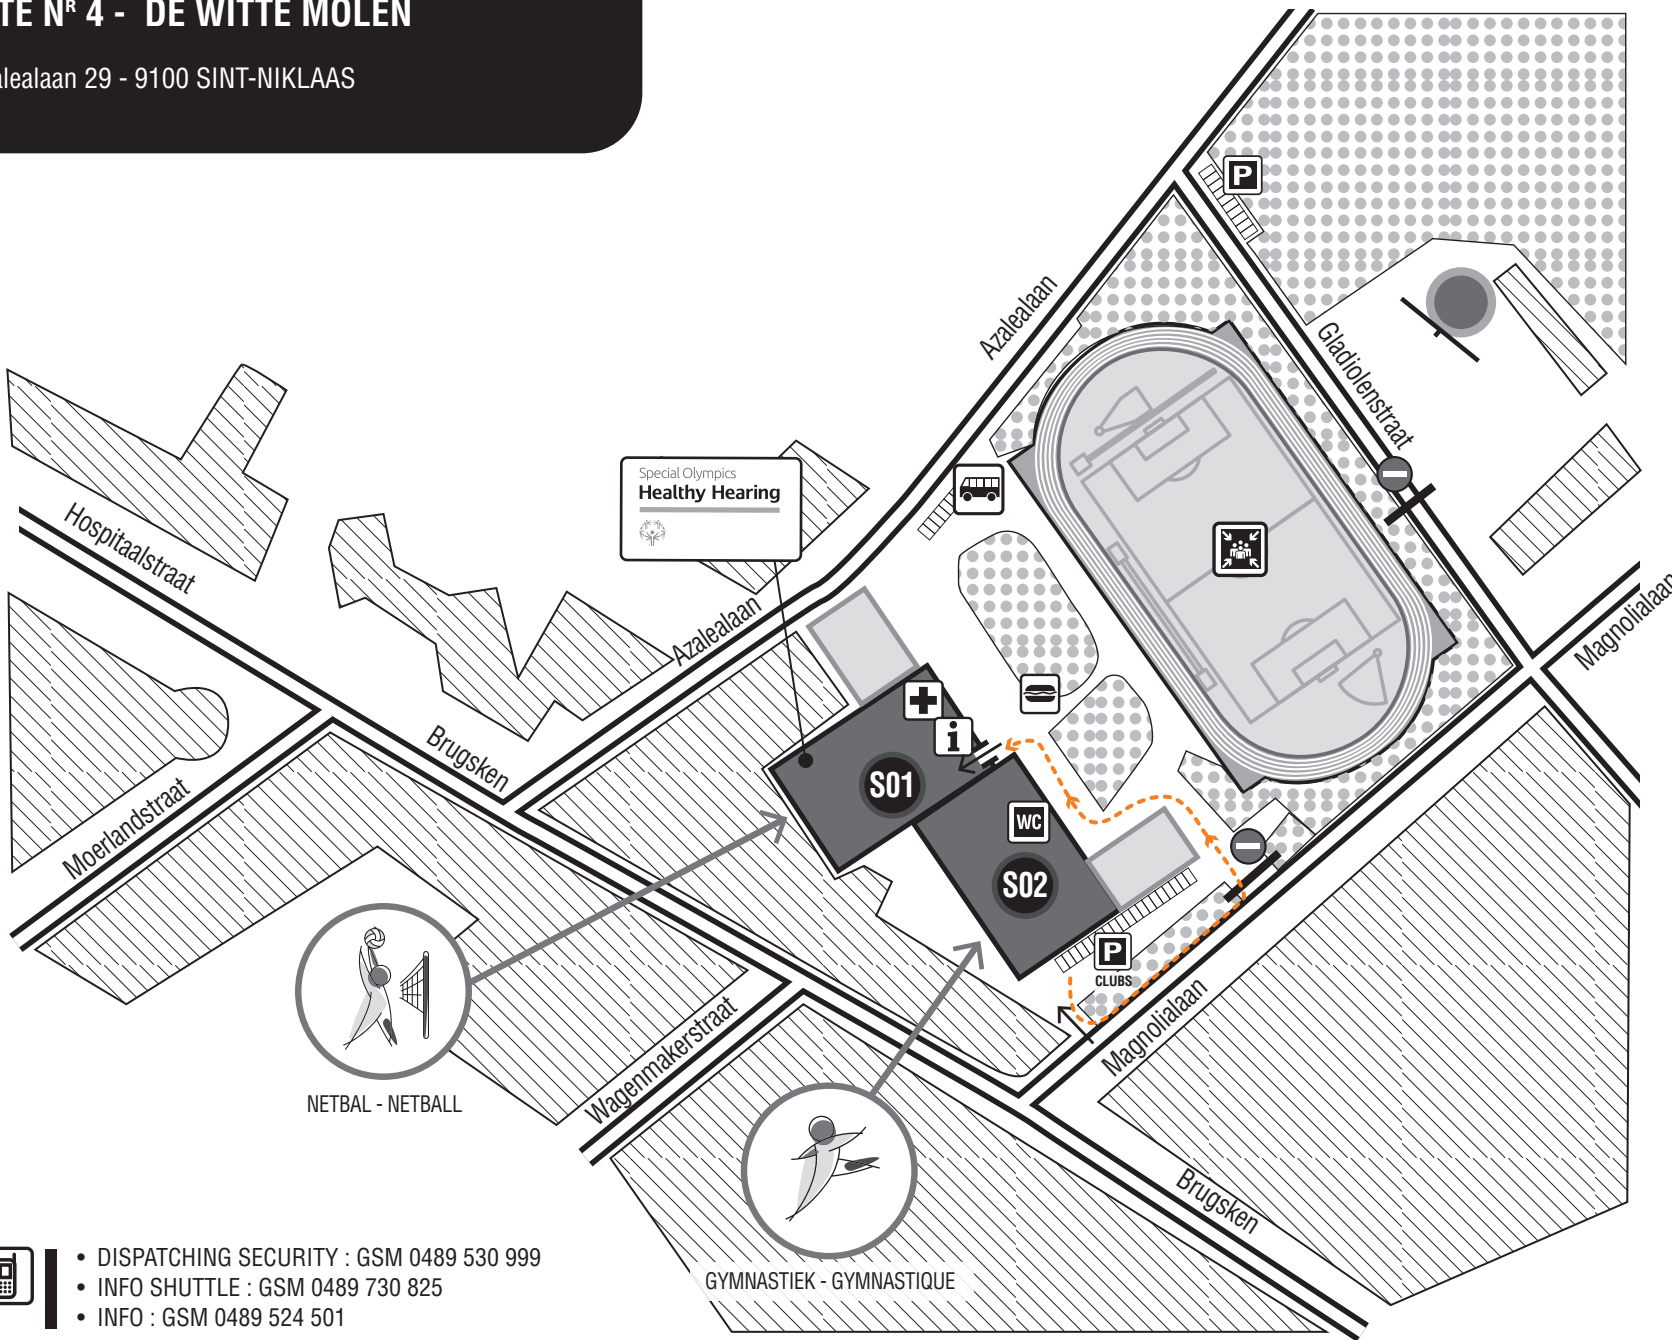 TE Nᴿ 4 - DE WITTE MOLEN
alealaan 29 - 9100 SINT-NIKLAAS
P
Azalealaan
Gladiolenstraat
Special Olympics
Healthy Hearing
Hospitaalstraat
Azalealaan
Magnolialaan
Brugsken
Moerlandstraat
i
S01
WC
S02
P
CLUBS
Magnolialaan
Wagenmakerstraat
NETBAL - NETBALL
Brugsken
GYMNASTIEK - GYMNASTIQUE
• DISPATCHING SECURITY : GSM 0489 530 999
• INFO SHUTTLE : GSM 0489 730 825
• INFO : GSM 0489 524 501